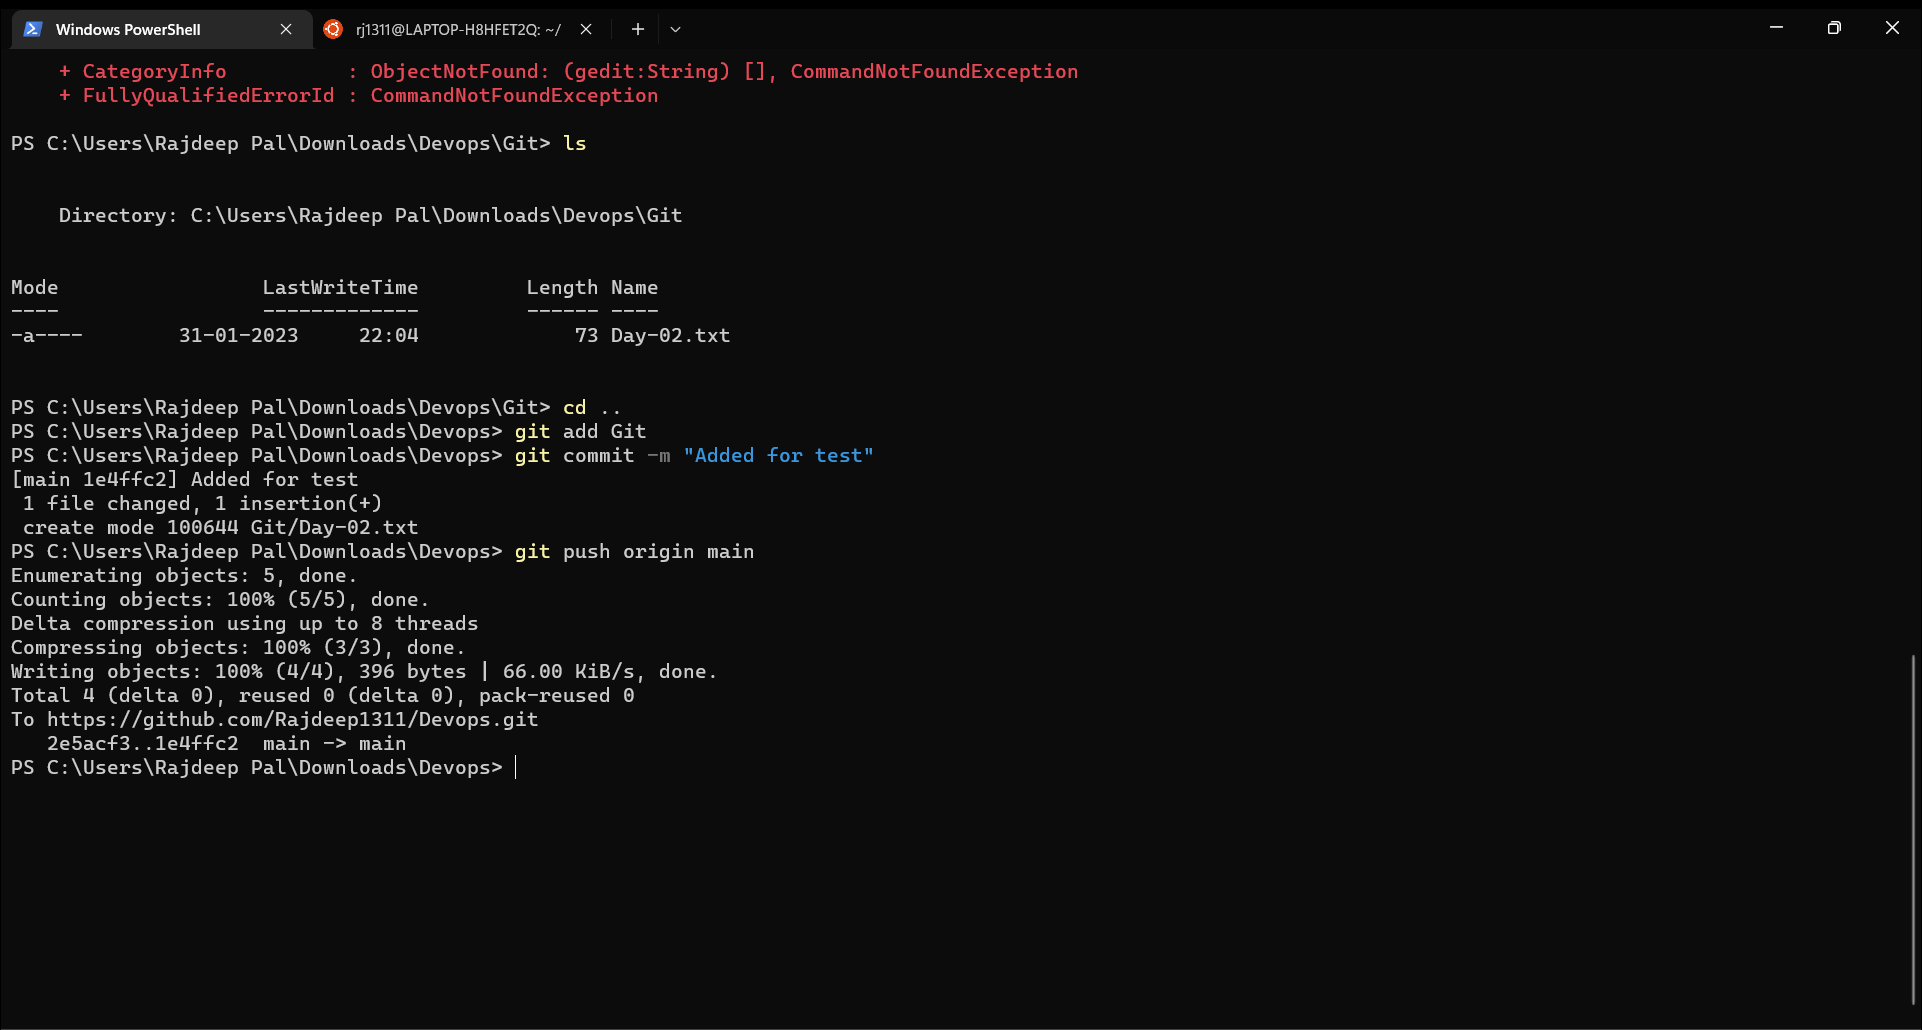 Windows PowerShell
rj1311@LAPTOP-H8HFET2Q: ~/
+ CategoryInfo          : ObjectNotFound: (gedit:String) [], CommandNotFoundException
+ FullyQualifiedErrorId : CommandNotFoundException
PS C:\Users\Rajdeep Pal\Downloads\Devops\Git> ls
Directory: C:\Users\Rajdeep Pal\Downloads\Devops\Git
Mode                 LastWriteTime         Length Name
----                 -------------         ------ ----
-a----        31-01-2023     22:04             73 Day-02.txt
PS C:\Users\Rajdeep Pal\Downloads\Devops\Git> cd ..
PS C:\Users\Rajdeep Pal\Downloads\Devops> git add Git
PS C:\Users\Rajdeep Pal\Downloads\Devops> git commit -m "Added for test"
[main 1e4ffc2] Added for test
 1 file changed, 1 insertion(+)
 create mode 100644 Git/Day-02.txt
PS C:\Users\Rajdeep Pal\Downloads\Devops> git push origin main
Enumerating objects: 5, done.
Counting objects: 100% (5/5), done.
Delta compression using up to 8 threads
Compressing objects: 100% (3/3), done.
Writing objects: 100% (4/4), 396 bytes | 66.00 KiB/s, done.
Total 4 (delta 0), reused 0 (delta 0), pack-reused 0
To https://github.com/Rajdeep1311/Devops.git
   2e5acf3..1e4ffc2  main -> main
PS C:\Users\Rajdeep Pal\Downloads\Devops>